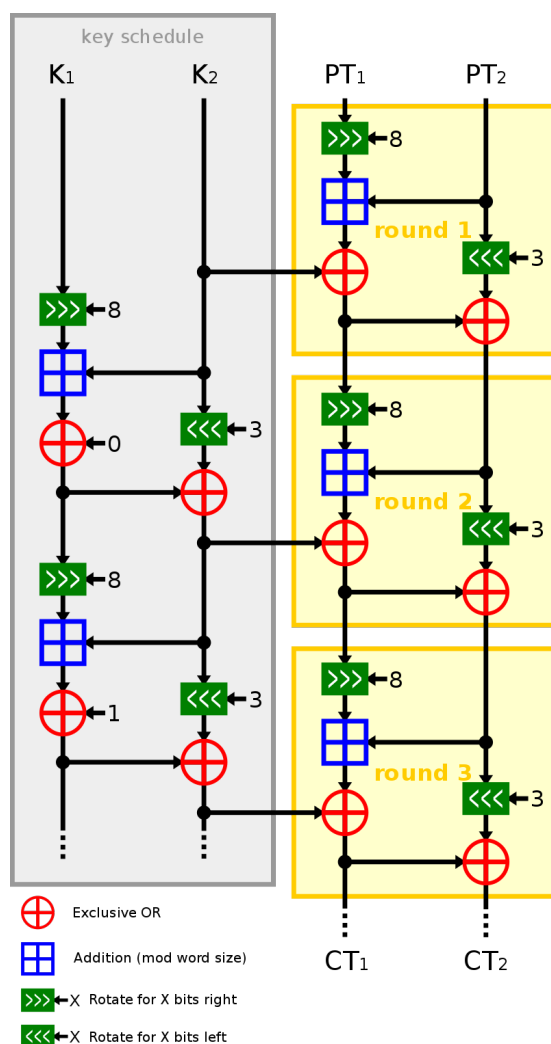 key schedule
K₁ K₂ PT₁ PT₂
>>> 8
round 1
<<< 3
>>> 8
<<< 3
0
>>> 8
round 2
<<< 3
>>> 8
<<< 3
1
>>> 8
round 3
<<< 3
CT₁ CT₂
Exclusive OR
Addition (mod word size)
>>> X Rotate for X bits right
<<< X Rotate for X bits left